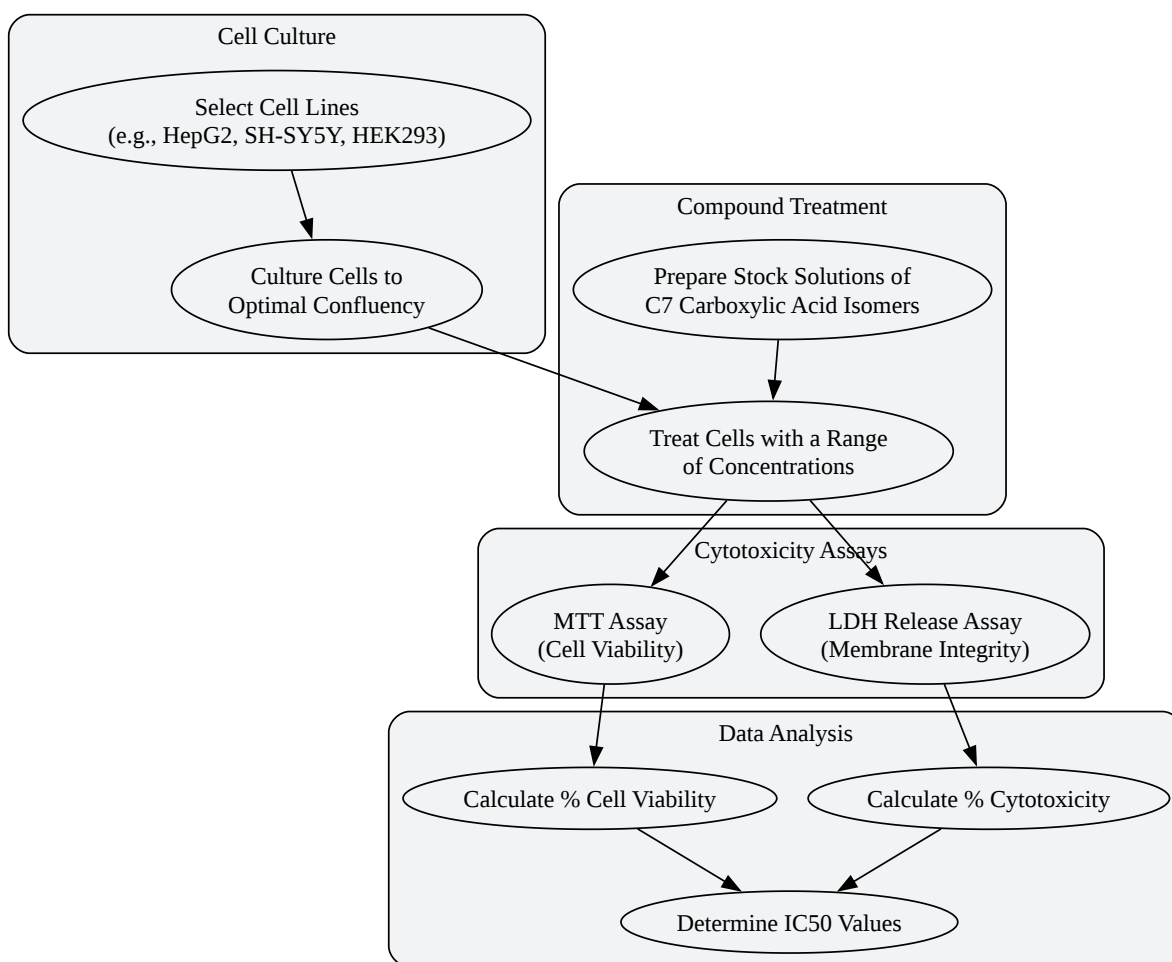 Cell Culture
Select Cell Lines
(e.g., HepG2, SH-SY5Y, HEK293)
Culture Cells to
Optimal Confluency
Compound Treatment
Prepare Stock Solutions of
C7 Carboxylic Acid Isomers
Treat Cells with a Range
of Concentrations
Cytotoxicity Assays
MTT Assay
(Cell Viability)
LDH Release Assay
(Membrane Integrity)
Data Analysis
Calculate % Cell Viability
Calculate % Cytotoxicity
Determine IC50 Values